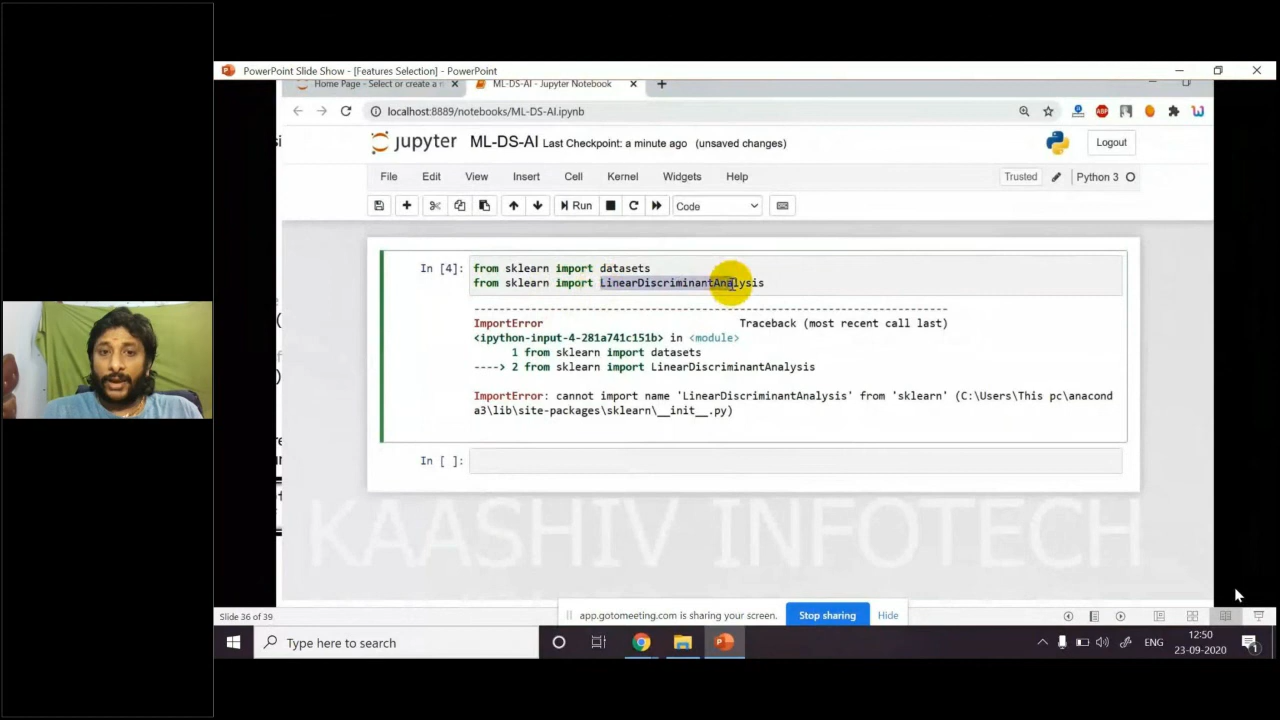 PowerPoint Slide Show - [Features Selection] - PowerPoint
Home Page - Select or create a n
ML-DS-AI - Jupyter Notebook
localhost:8889/notebooks/ML-DS-AI.ipynb
ABP
jupyter ML-DS-AI Last Checkpoint: a minute ago (unsaved changes)
Logout
File Edit View Insert Cell Kernel Widgets Help
Trusted Python 3
Run Code
In [4]: from sklearn import datasets
from sklearn import LinearDiscriminantAnalysis
---------------------------------------------------------------------------
ImportError Traceback (most recent call last)
<ipython-input-4-281a741c151b> in <module>
1 from sklearn import datasets
----> 2 from sklearn import LinearDiscriminantAnalysis
ImportError: cannot import name 'LinearDiscriminantAnalysis' from 'sklearn' (C:\Users\This pc\anacond
a3\lib\site-packages\sklearn\__init__.py)
In [ ]:
KAASHIV INFOTECH
app.gotomeeting.com is sharing your screen. Stop sharing Hide
Slide 36 of 39
Type here to search
ENG
12:50
23-09-2020
1